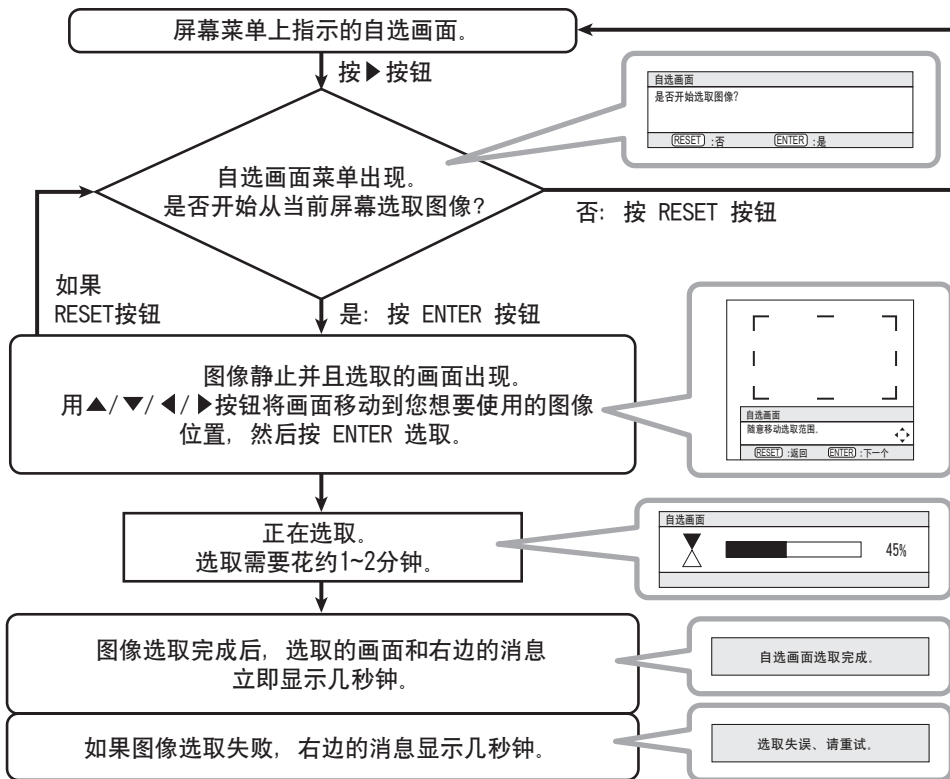 屏幕菜单上指示的自选画面.
按▶按钮
自选画面
是否开始选取图像?
RESET :否 ENTER :是
自选画面菜单出现.
是否开始从当前屏幕选取图像?
否: 按 RESET 按钮
如果
RESET按钮
是: 按 ENTER 按钮
图像静止并且选取的画面出现.
用▲/▼/◀/▶按钮将画面移动到您想要使用的图像
位置, 然后按 ENTER 选取.
自选画面
随意移动选取范围.
RESET :返回 ENTER :下一个
正在选取.
选取需要花约1~2分钟.
自选画面
45%
图像选取完成后, 选取的画面和右边的消息
立即显示几秒钟.
自选画面选取完成.
如果图像选取失败, 右边的消息显示几秒钟.
选取失误、请重试.